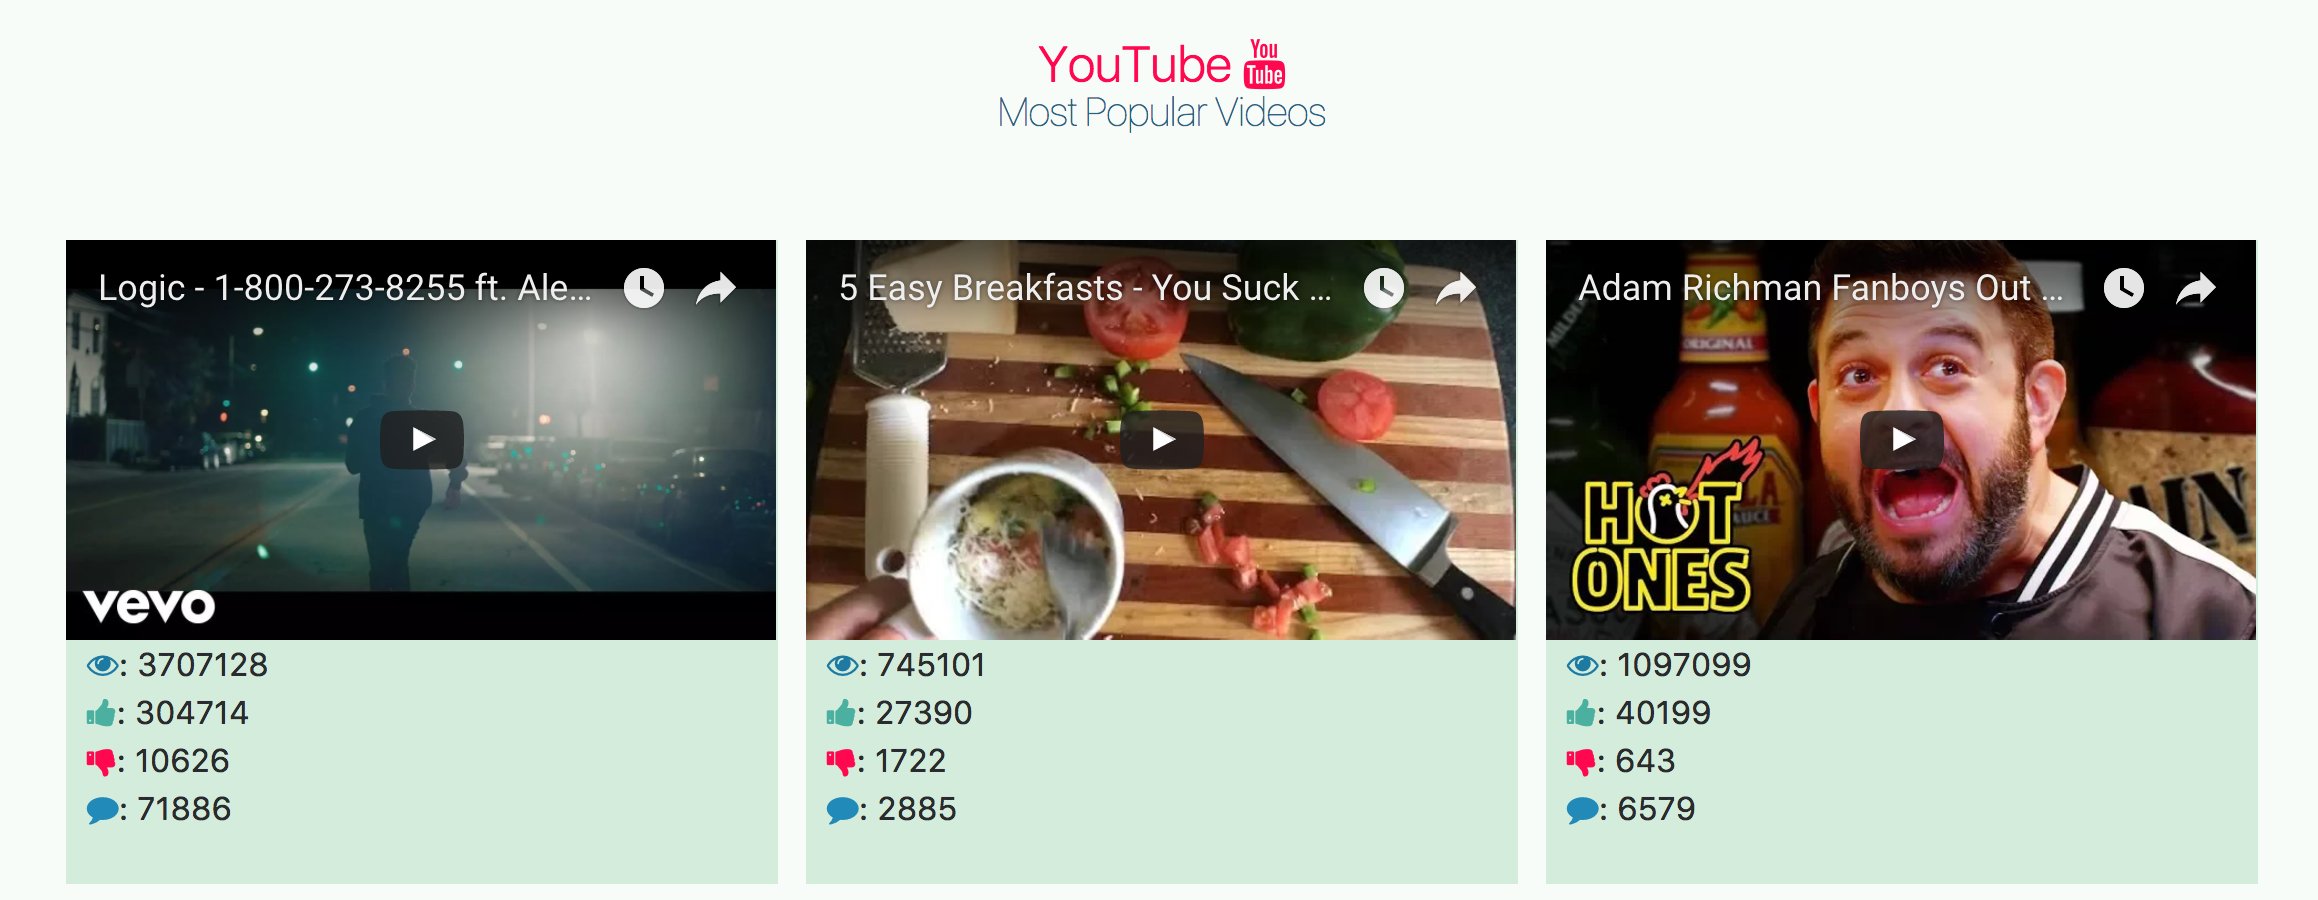 YouTube You Tube
Most Popular Videos
Logic - 1-800-273-8255 ft. Ale...
vevo
: 3707128
: 304714
: 10626
: 71886
5 Easy Breakfasts - You Suck ...
: 745101
: 27390
: 1722
: 2885
Adam Richman Fanboys Out ...
ORIGINAL
HOT
ONES
: 1097099
: 40199
: 643
: 6579